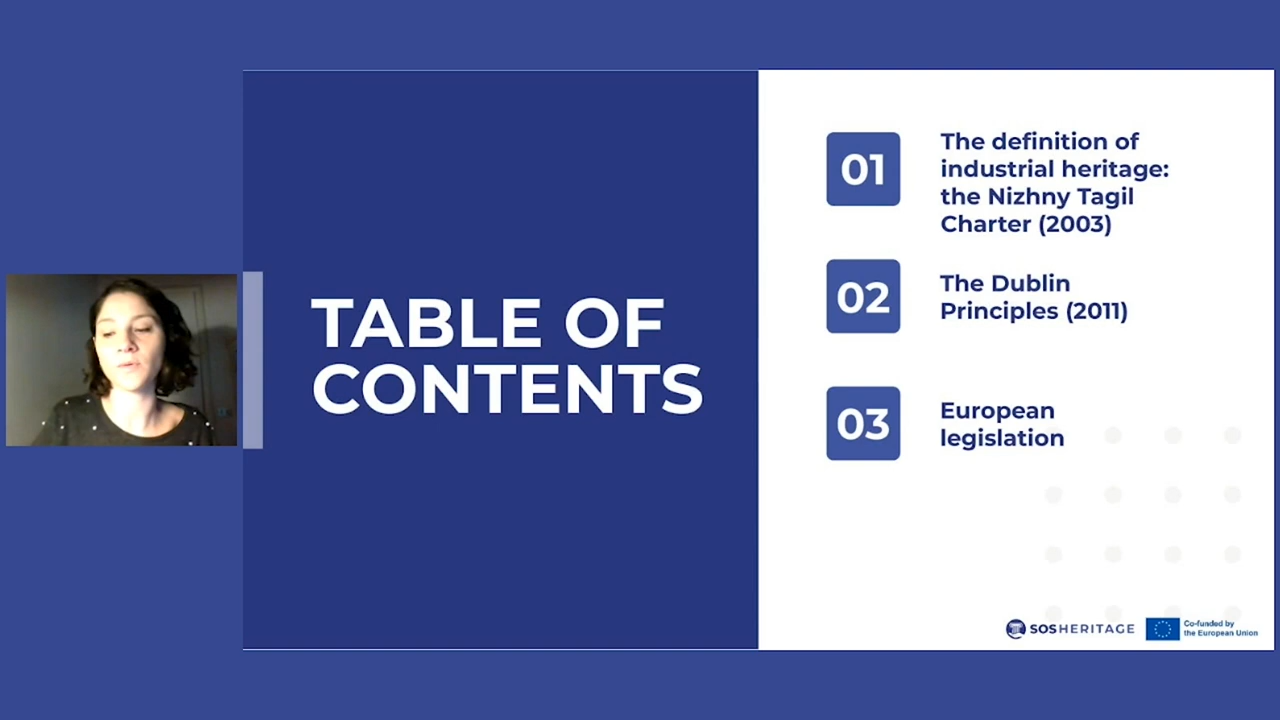 TABLE OF
CONTENTS
01
The definition of
industrial heritage:
the Nizhny Tagil
Charter (2003)
02
The Dublin
Principles (2011)
03
European
legislation
SOSHERITAGE
Co-funded by
the European Union